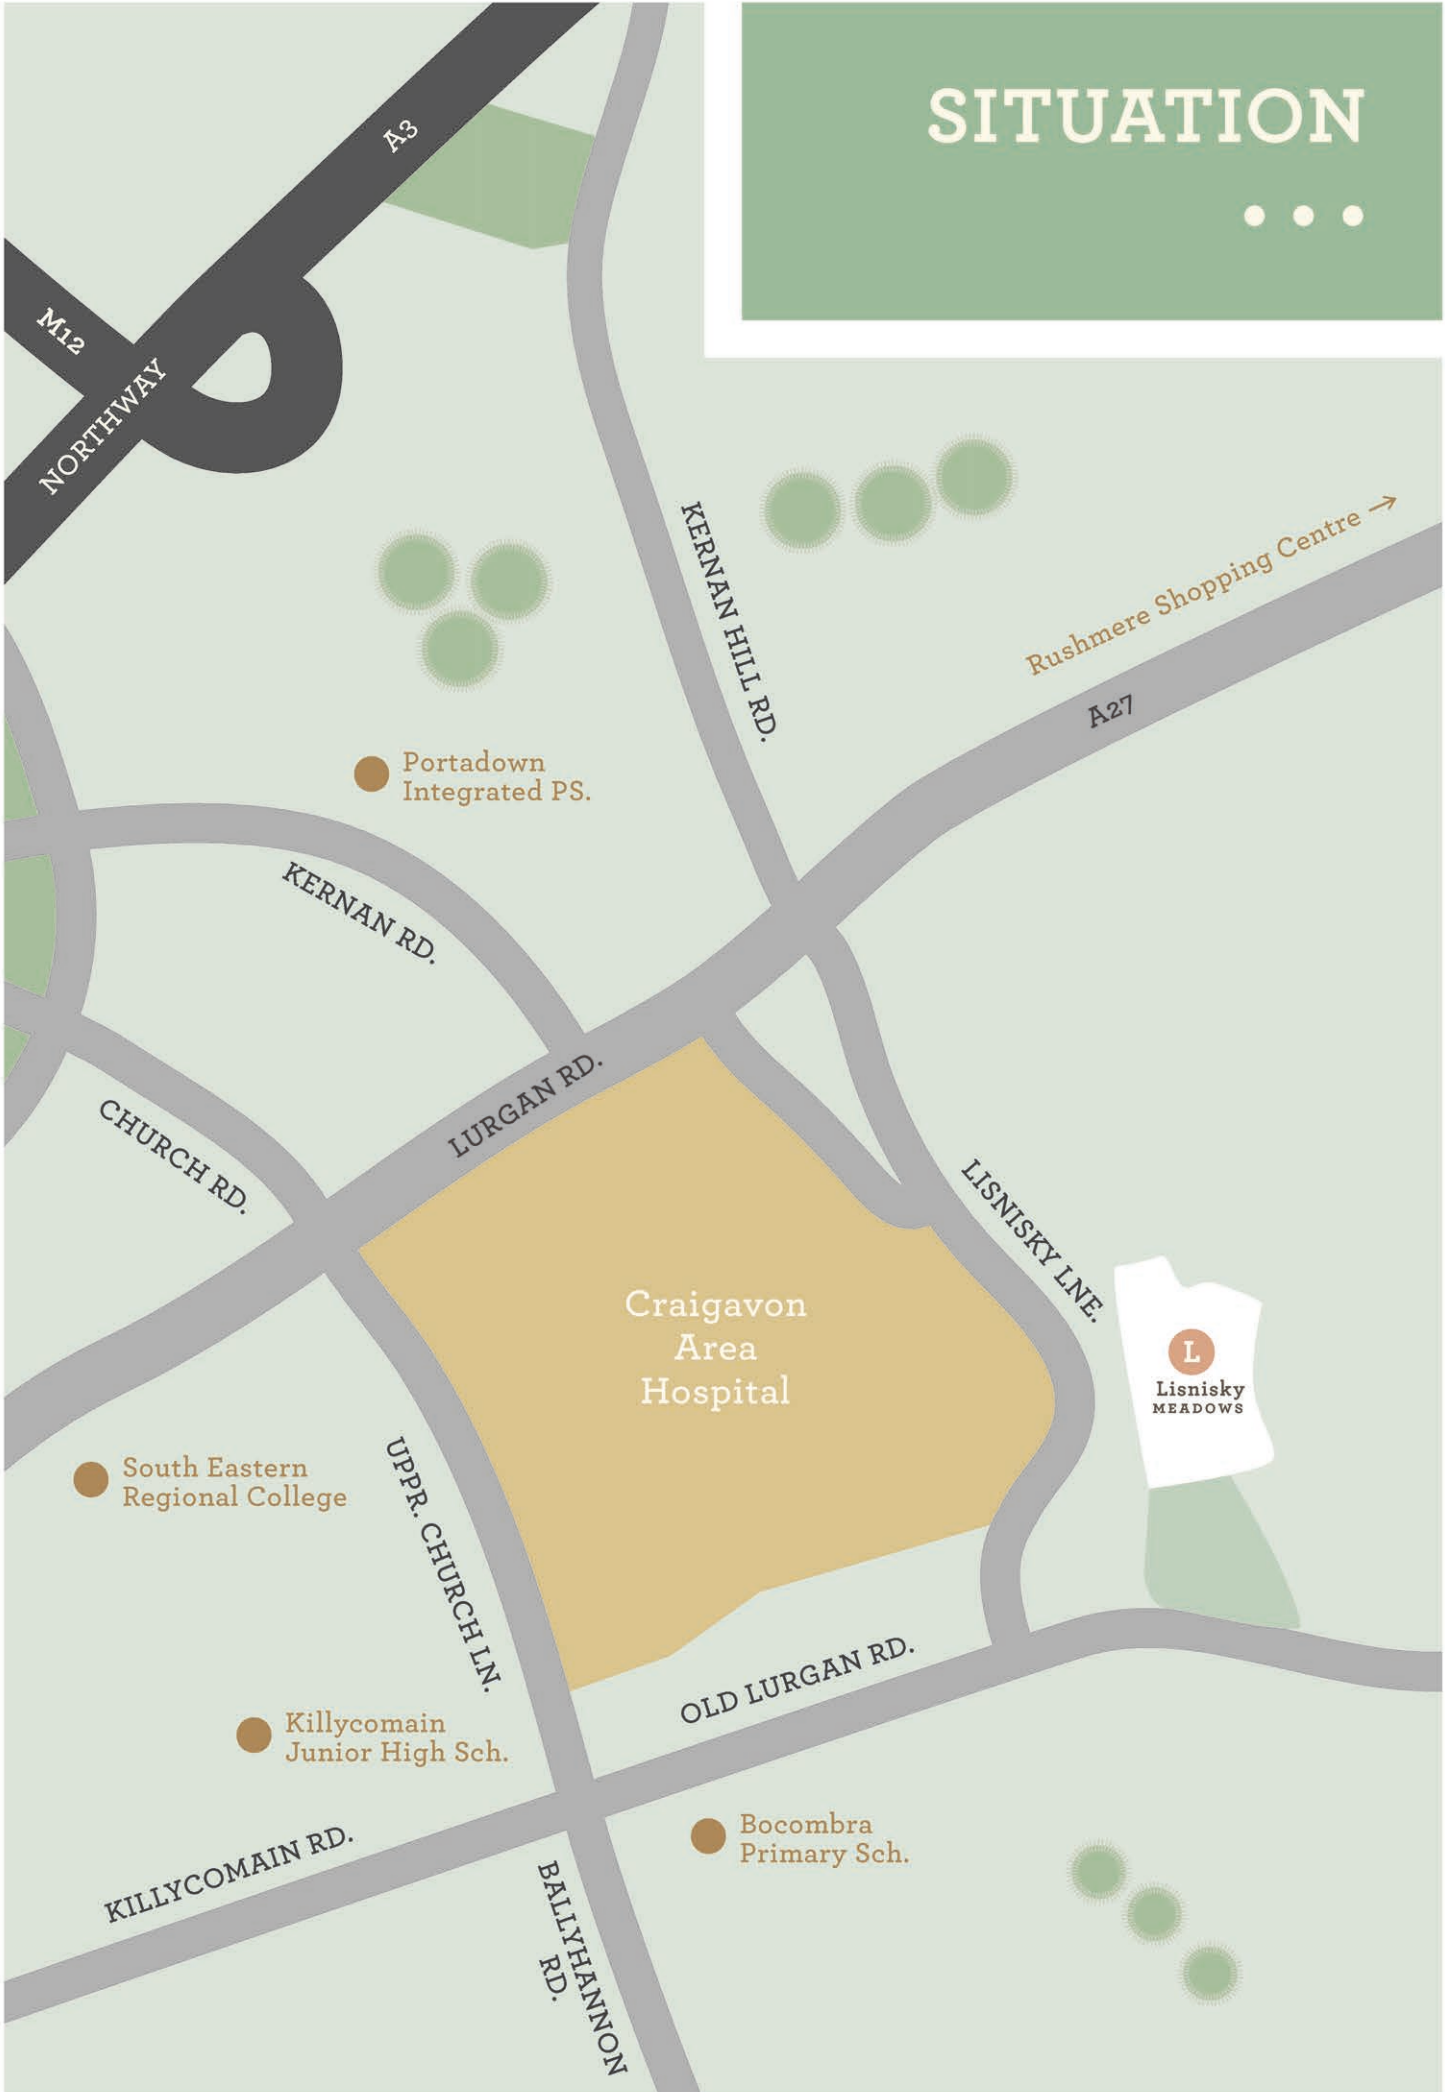 SITUATION
A3
M12
NORTHWAY
KERNAN HILL RD.
Rushmere Shopping Centre →
A27
Portadown
Integrated PS.
KERNAN RD.
LURGAN RD.
CHURCH RD.
LISNISKY LNE.
Craigavon
Area
Hospital
L
Lisnisky
MEADOWS
South Eastern
Regional College
UPPR. CHURCH LN.
OLD LURGAN RD.
Killycomain
Junior High Sch.
Bocombra
Primary Sch.
KILLYCOMAIN RD.
BALLYHANNON
RD.